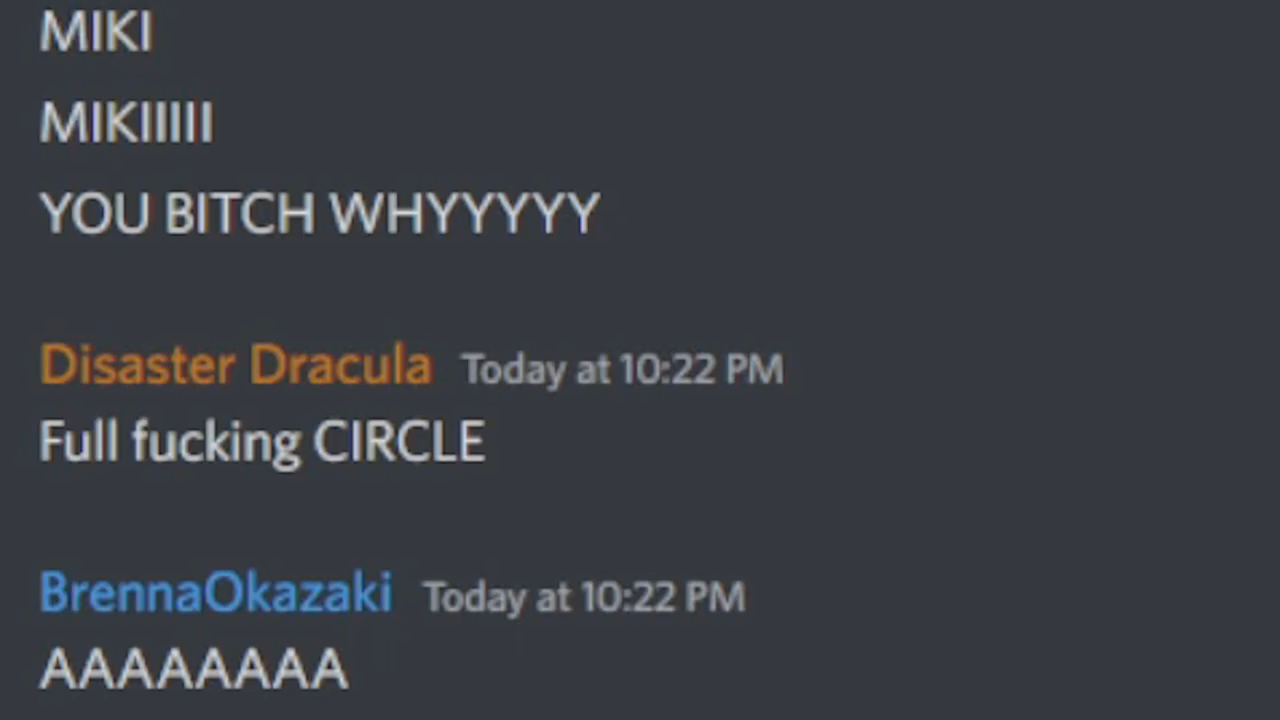 MIKI
MIKIIIII
YOU BITCH WHYYYYY
Disaster Dracula Today at 10:22 PM
Full fucking CIRCLE
BrennaOkazaki Today at 10:22 PM
AAAAAAAA